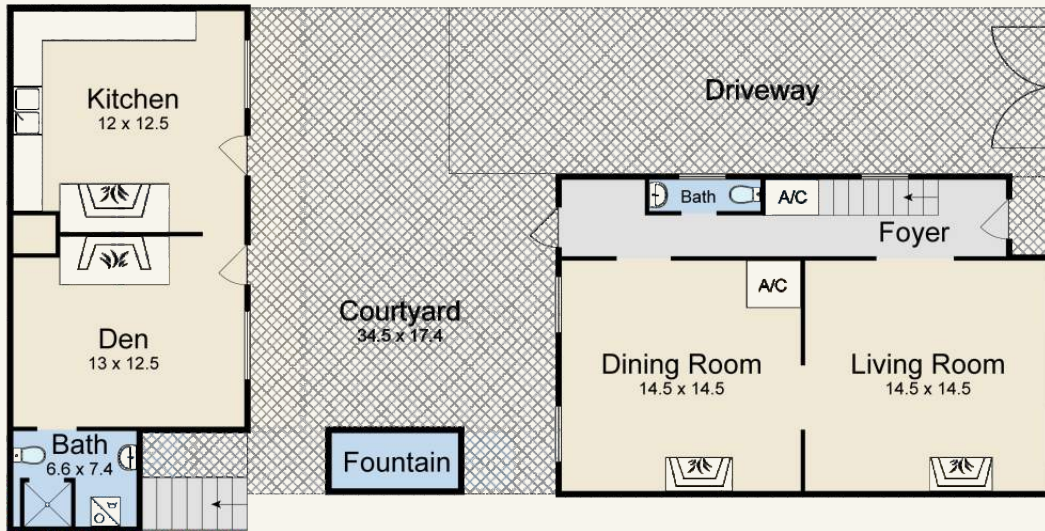 Kitchen
12 x 12.5
Driveway
Bath
A/C
Foyer
Courtyard
34.5 x 17.4
A/C
Den
13 x 12.5
Dining Room
14.5 x 14.5
Living Room
14.5 x 14.5
Bath
6.6 x 7.4
Fountain